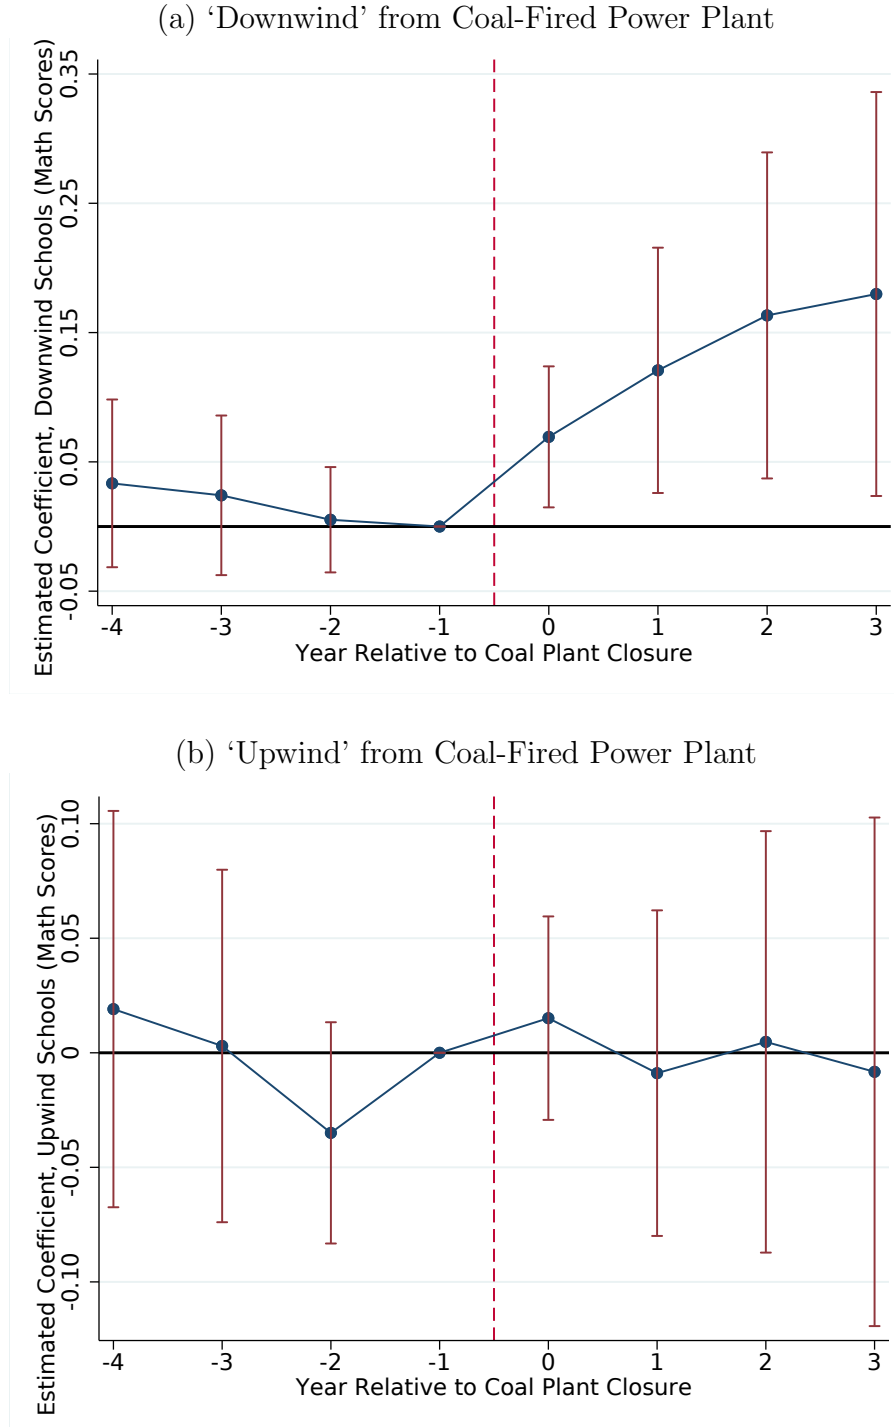 (a) ‘Downwind’ from Coal-Fired Power Plant
Estimated Coefficient, Downwind Schools (Math Scores)
0.35
0.25
0.15
0.05
-0.05
-4 -3 -2 -1 0 1 2 3
Year Relative to Coal Plant Closure
(b) ‘Upwind’ from Coal-Fired Power Plant
Estimated Coefficient, Upwind Schools (Math Scores)
0.10
0.05
0
-0.05
-0.10
-4 -3 -2 -1 0 1 2 3
Year Relative to Coal Plant Closure